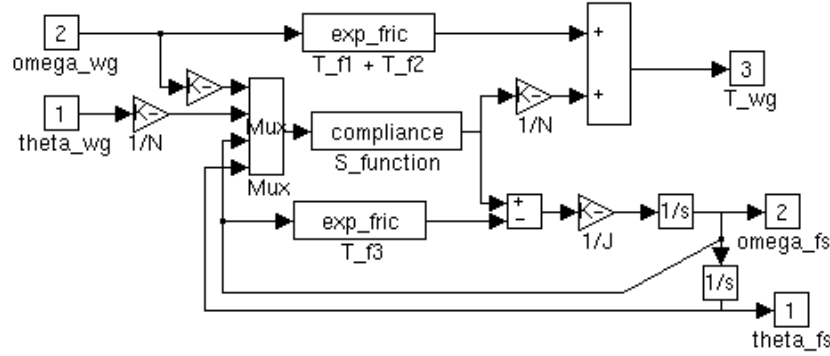 2
omega_wg
exp_fric
T_f1 + T_f2
+
+
3
T_wg
K-
1
theta_wg
K-
1/N
Mux
Mux
compliance
S_function
K-
1/N
exp_fric
T_f3
+
-
K-
1/J
1/s
2
omega_fs
1/s
1
theta_fs